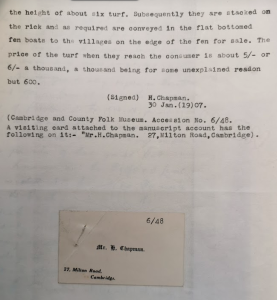 the height of about six turf. Subsequently they are stacked on
the rick and as required are conveyed in the flat bottomed
fen boats to the villages on the edge of the fen for sale. The
price of the turf when they reach the consumer is about 5/- or
6/- a thousand, a thousand being for some unexplained reason
but 600.
(Signed) H.Chapman.
30 Jan.(19)07.
(Cambridge and County Folk Museum. Accession No. 6/48.
A visiting card attached to the manuscript account has the
following on it:- "Mr.H.Chapman. 27,Milton Road,Cambridge).
6/48
Mr. H. Chapman.
27, Milton Road,
Cambridge.